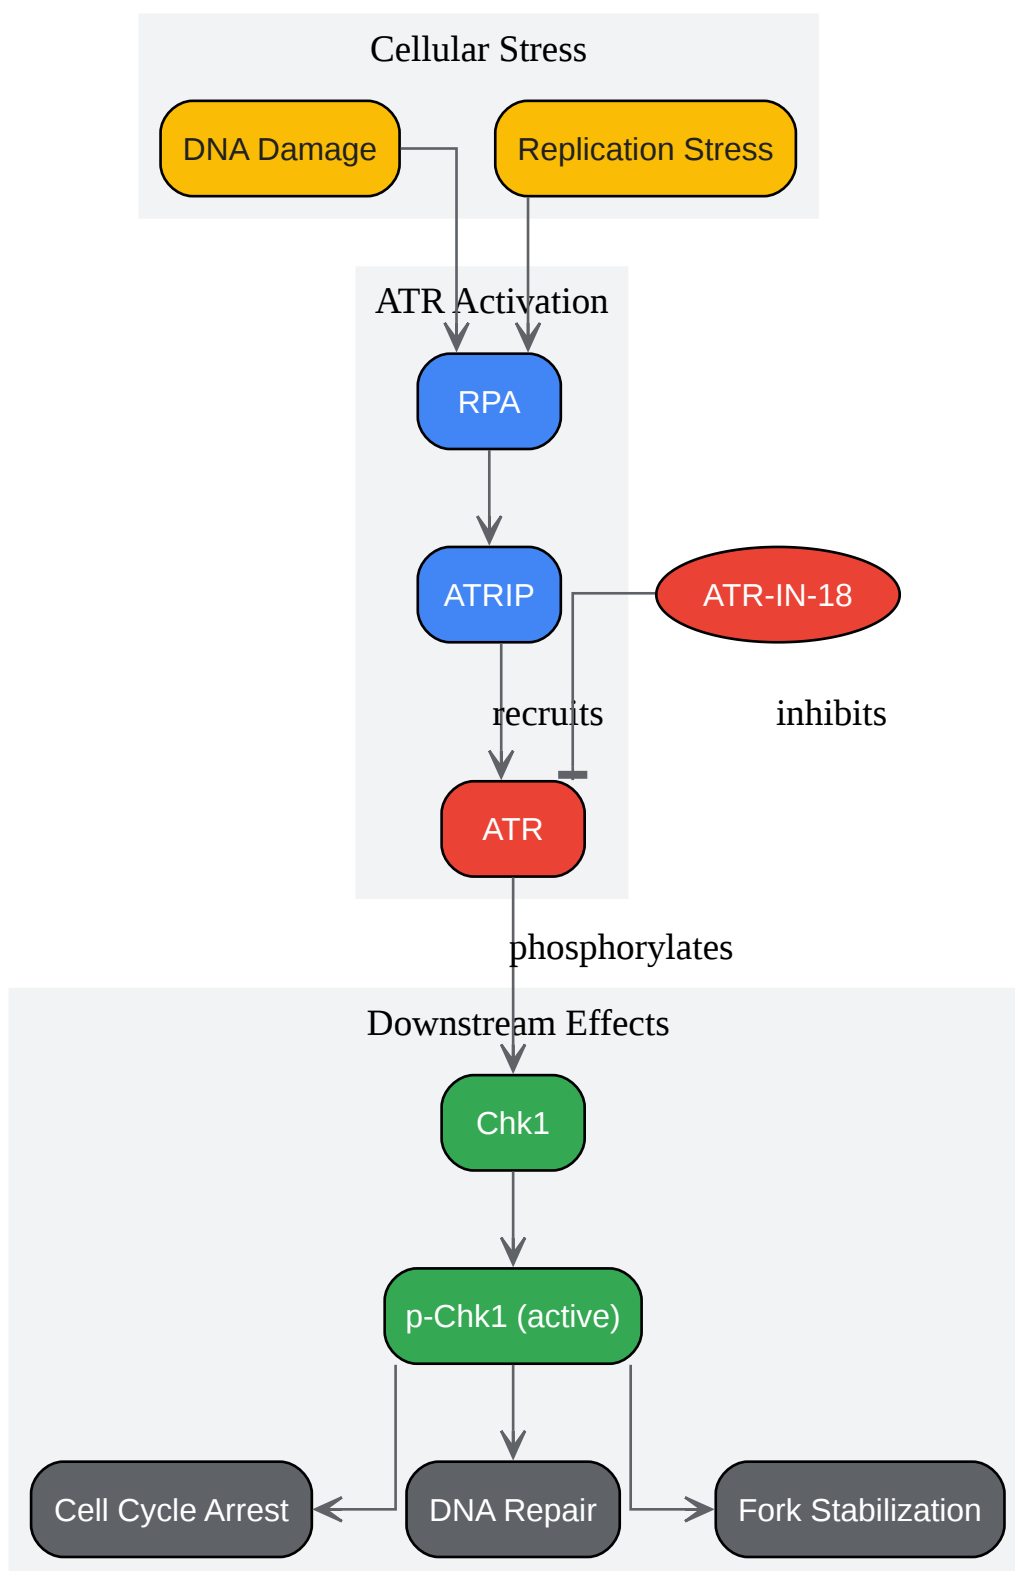 Cellular Stress
DNA Damage
Replication Stress
ATR Activation
RPA
ATRIP
ATR-IN-18
recruits
inhibits
ATR
phosphorylates
Downstream Effects
Chk1
p-Chk1 (active)
Cell Cycle Arrest
DNA Repair
Fork Stabilization